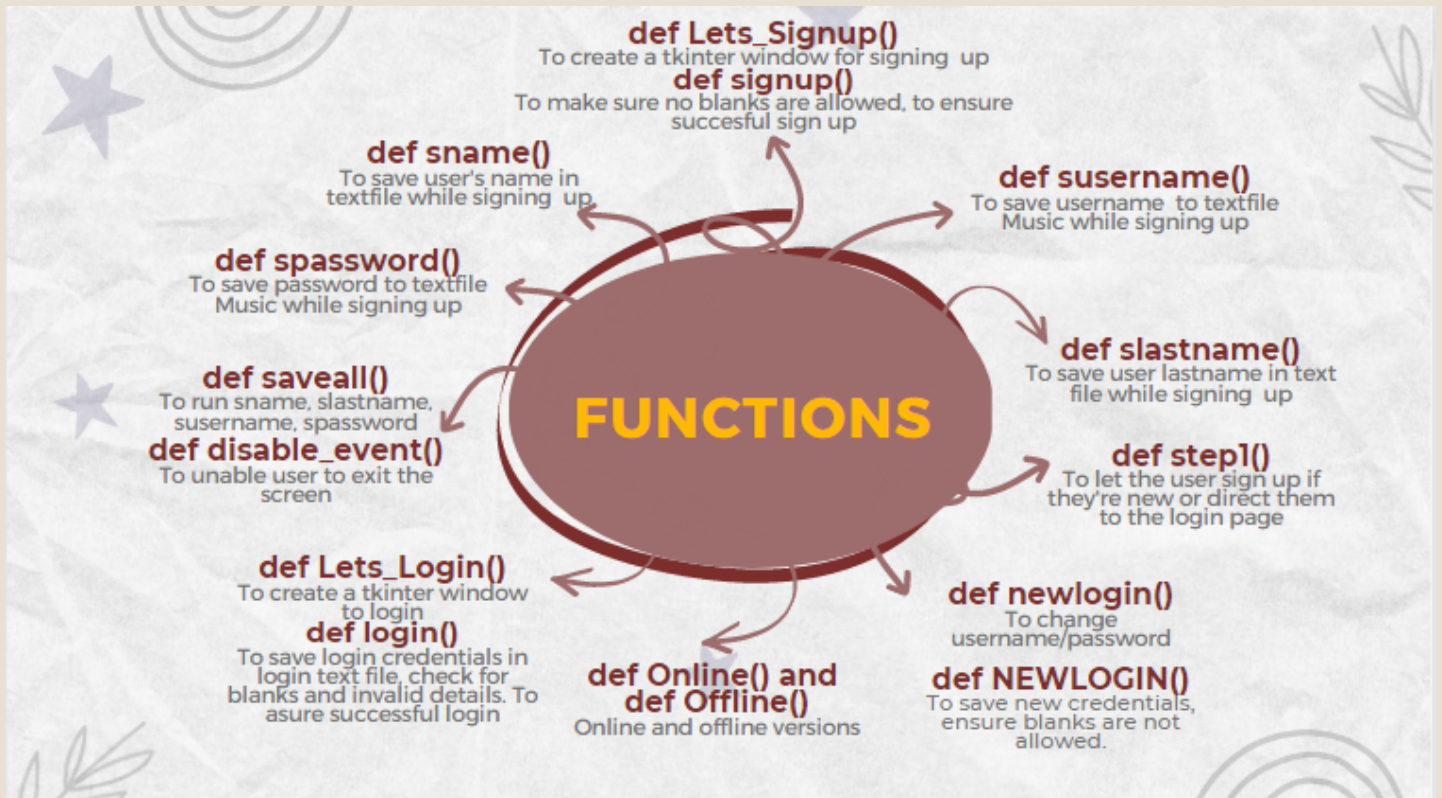 def Lets_Signup()
To create a tkinter window for signing up
def signup()
To make sure no blanks are allowed, to ensure
succesful sign up
def sname()
To save user's name in
textfile while signing up
def susername()
To save username to textfile
Music while signing up
def spassword()
To save password to textfile
Music while signing up
def slastname()
To save user lastname in text
file while signing up
def saveall()
To run sname, slastname,
susername, spassword
def disable_event()
To unable user to exit the
screen
FUNCTIONS
def step1()
To let the user sign up if
they're new or direct them
to the login page
def Lets_Login()
To create a tkinter window
to login
def login()
To save login credentials in
login text file, check for
blanks and invalid details. To
asure successful login
def Online() and
def Offline()
Online and offline versions
def newlogin()
To change
username/password
def NEWLOGIN()
To save new credentials,
ensure blanks are not
allowed.